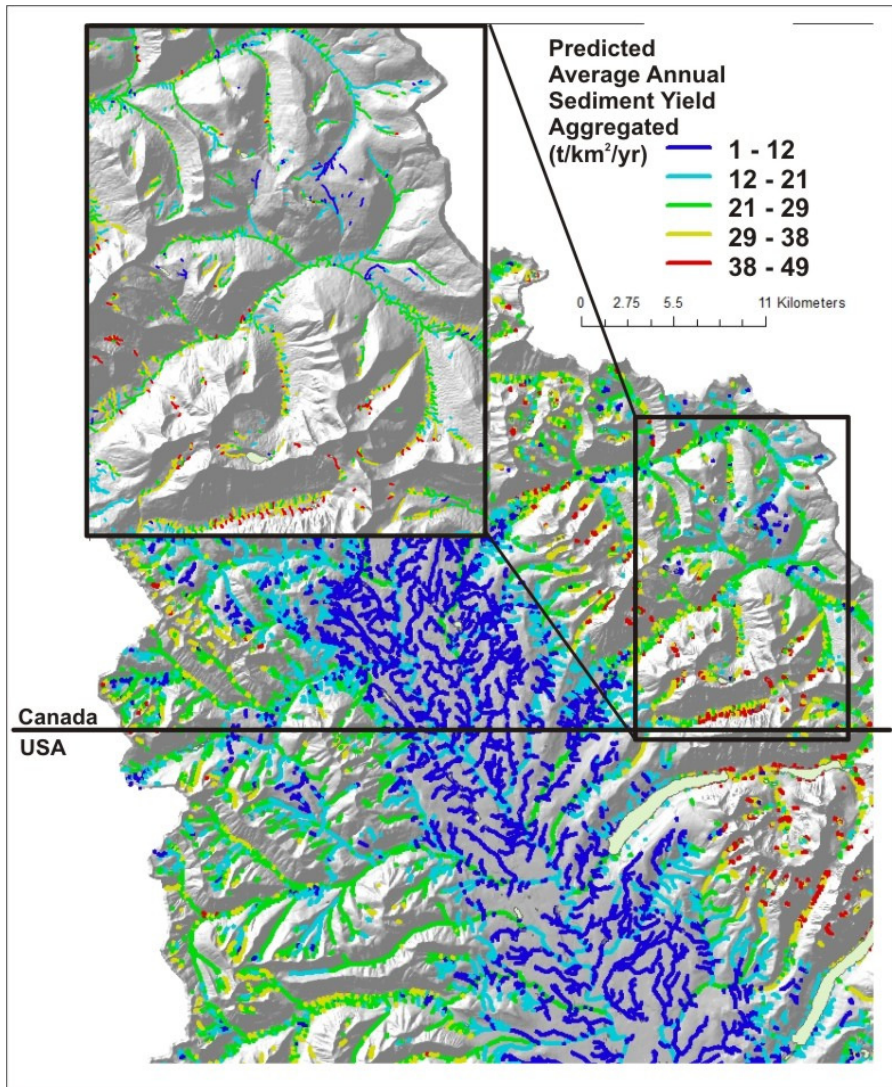 Predicted
Average Annual
Sediment Yield
Aggregated
(t/km²/yr)
1 - 12
12 - 21
21 - 29
29 - 38
38 - 49
0 2.75 5.5 11 Kilometers
Canada
USA